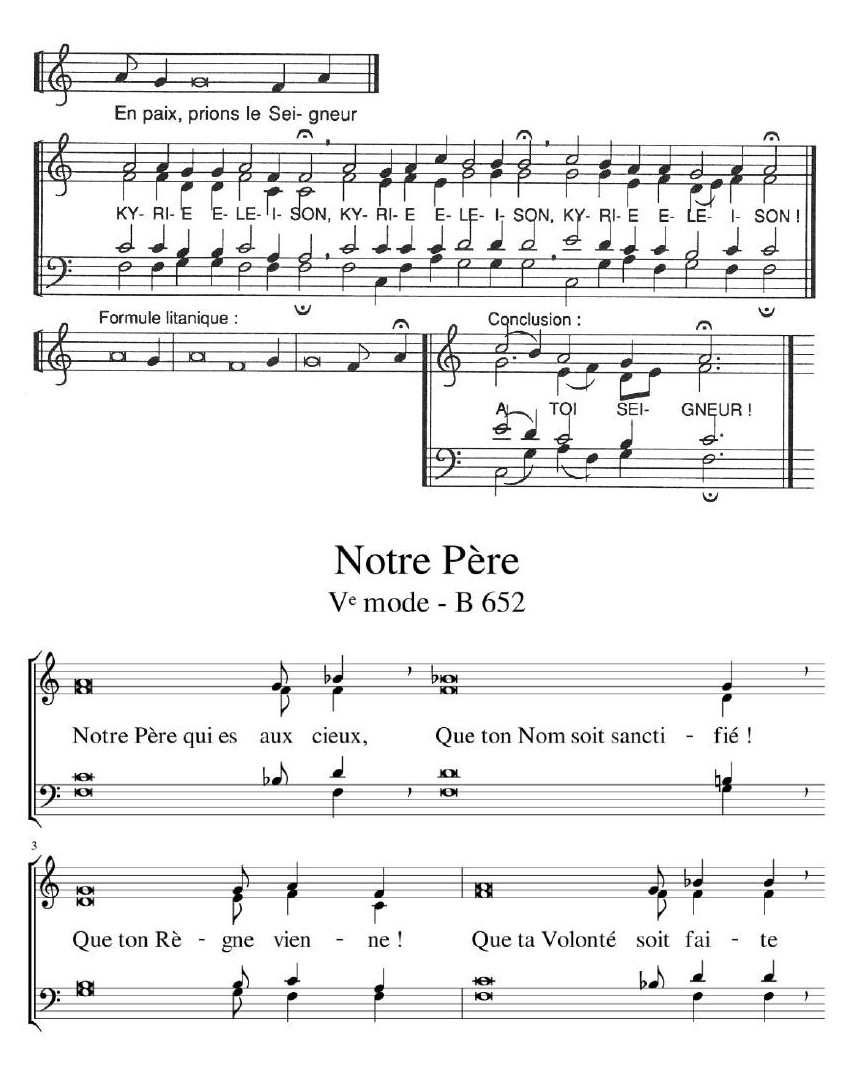 En paix, prions le Sei- gneur
KY- RI- E E- LE- I- SON, KY- RI- E E- LE- I- SON, KY- RI- E E- LE- I- SON !
Formule litanique :
Conclusion :
A TOI SEI- GNEUR !
Notre Père
Ve mode - B 652
Notre Père qui es aux cieux, Que ton Nom soit sancti - fié !
3
Que ton Rè - gne vien - ne ! Que ta Volonté soit fai - te